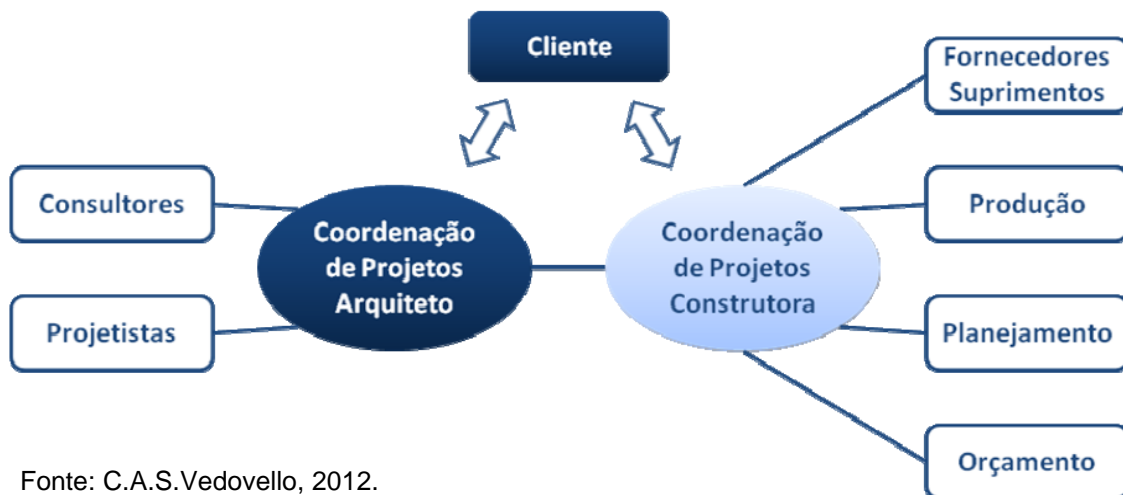 Cliente
Fornecedores
Suprimentos
Consultores
Coordenação
de Projetos
Arquiteto
Coordenação
de Projetos
Construtora
Produção
Projetistas
Planejamento
Orçamento
Fonte: C.A.S.Vedovello, 2012.